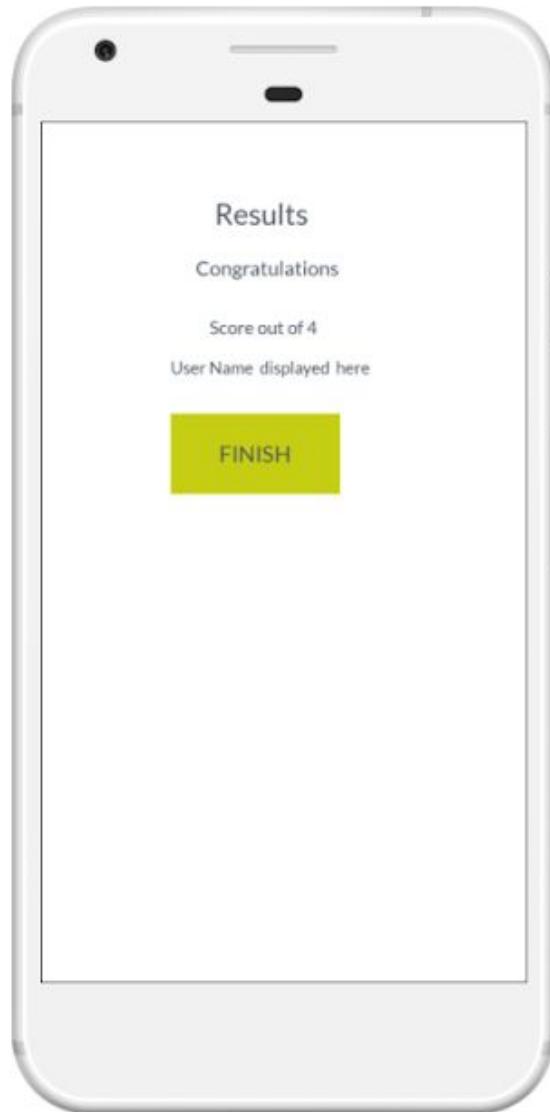 Results
Congratulations
Score out of 4
User Name displayed here
FINISH